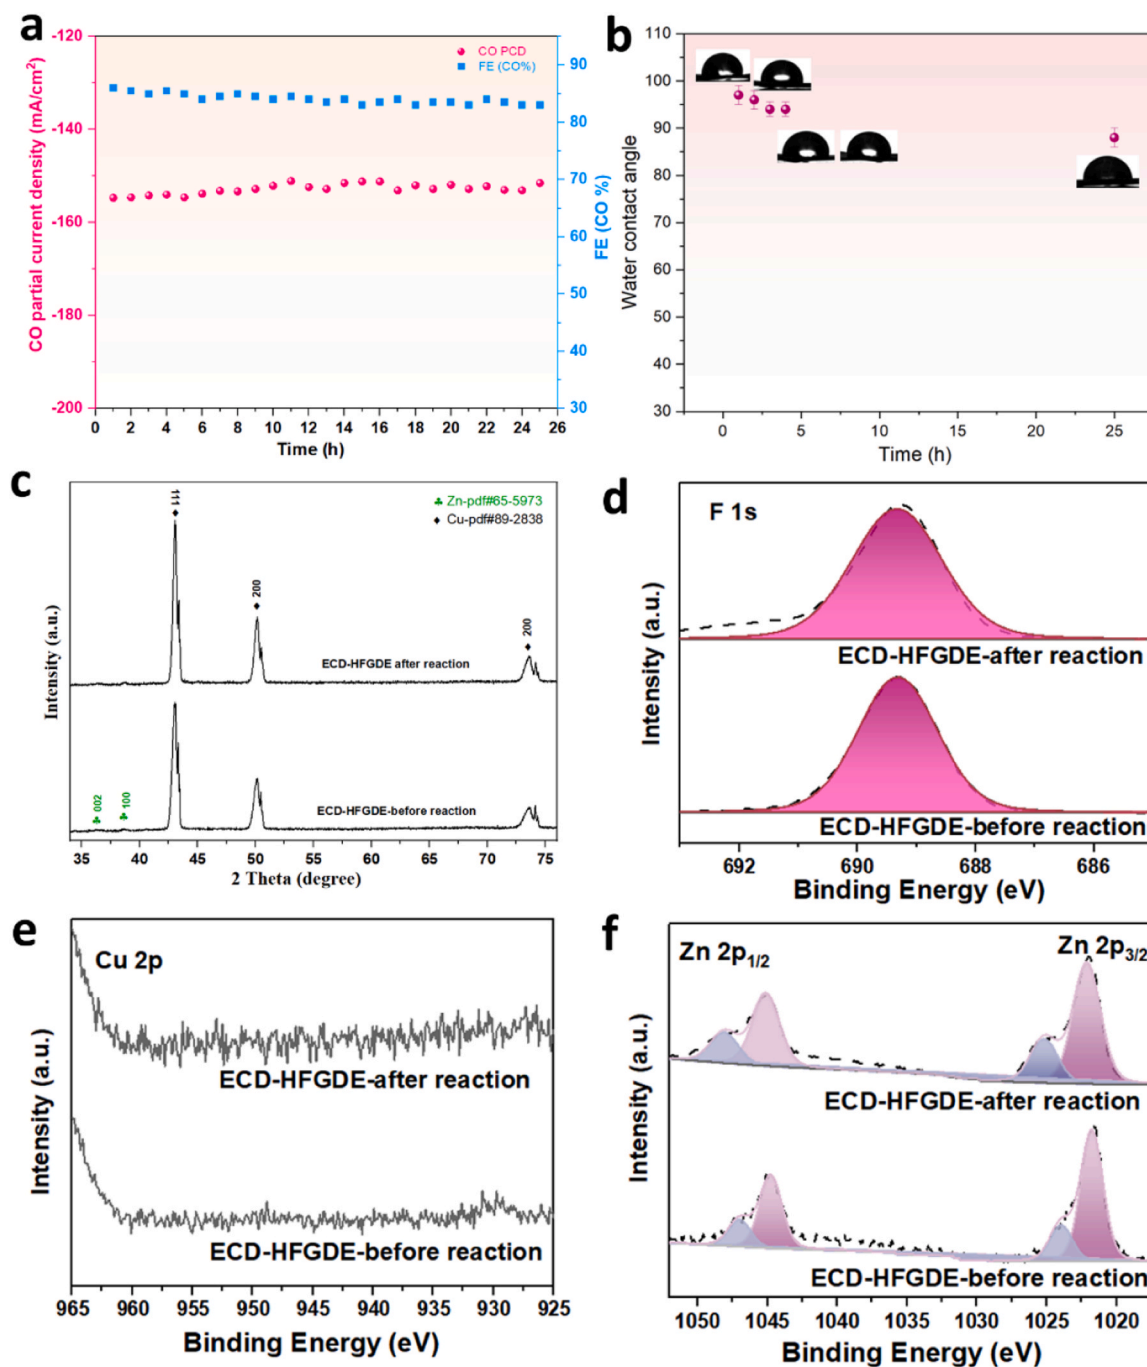 a
CO PCD
FE (CO%)
-120
-140
-160
-180
-200
CO partial current density (mA/cm²)
90
80
70
60
50
40
30
FE (CO %)
0 2 4 6 8 10 12 14 16 18 20 22 24 26
Time (h)
b
110
100
90
80
70
60
50
40
30
Water contact angle
0 5 10 15 20 25
Time (h)
c
111
200
200
Zn-pdf#65-5973
Cu-pdf#89-2838
ECD-HFGDE after reaction
002
100
ECD-HFGDE-before reaction
Intensity (a.u.)
35 40 45 50 55 60 65 70 75
2 Theta (degree)
d
F 1s
ECD-HFGDE-after reaction
ECD-HFGDE-before reaction
Intensity (a.u.)
692 690 688 686
Binding Energy (eV)
e
Cu 2p
ECD-HFGDE-after reaction
ECD-HFGDE-before reaction
Intensity (a.u.)
965 960 955 950 945 940 935 930 925
Binding Energy (eV)
f
Zn 2p1/2
Zn 2p3/2
ECD-HFGDE-after reaction
ECD-HFGDE-before reaction
Intensity (a.u.)
1050 1045 1040 1035 1030 1025 1020
Binding Energy (eV)